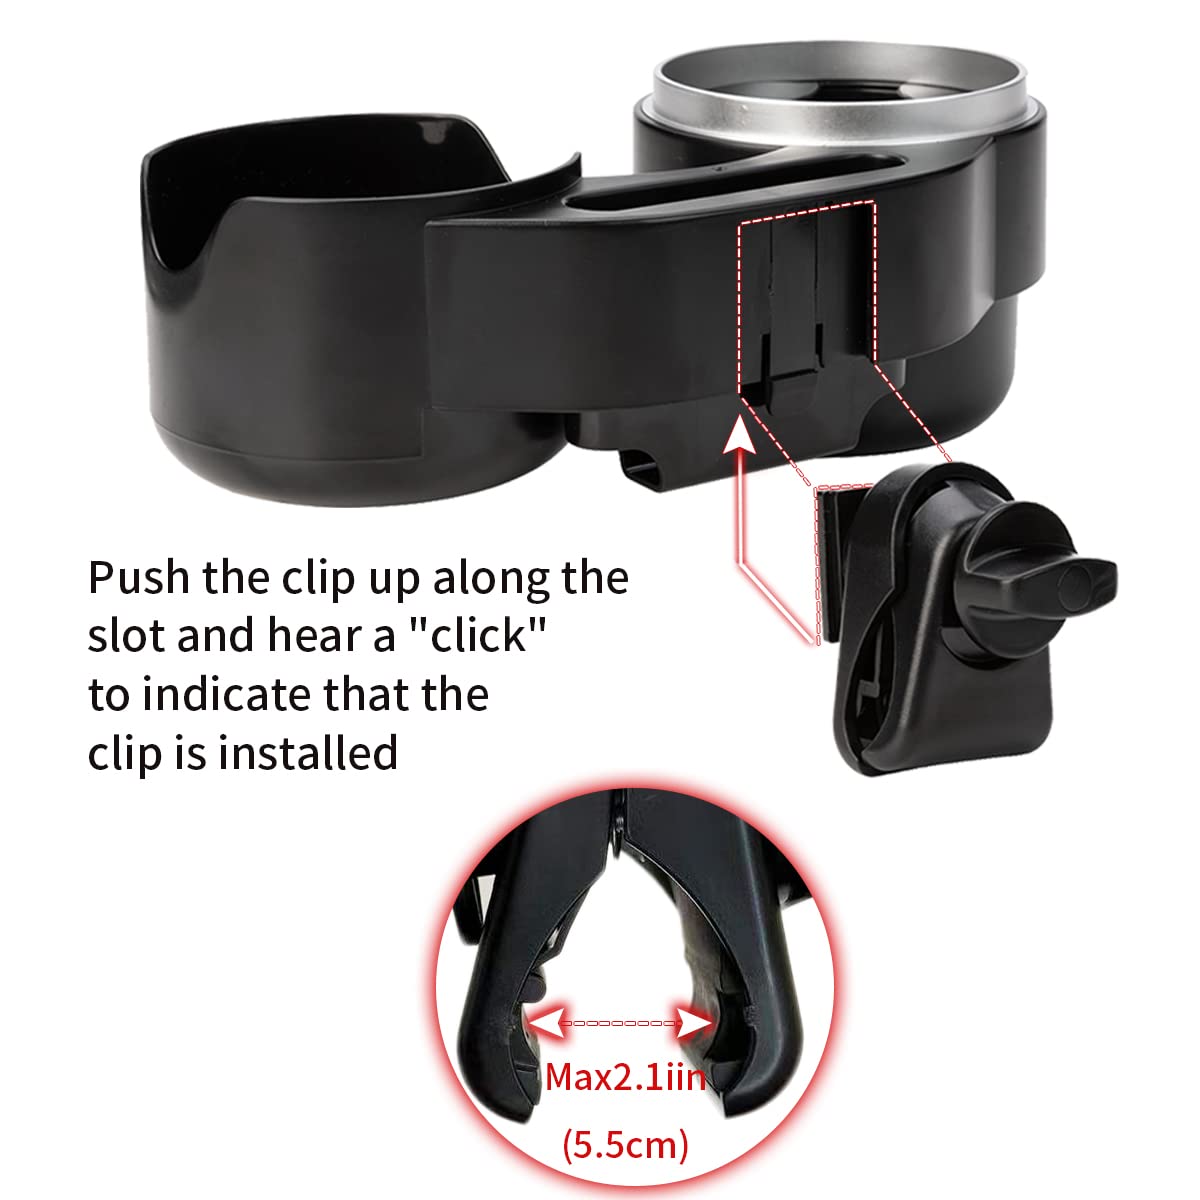 Push the clip up along the
slot and hear a "click"
to indicate that the
clip is installed
Max2.1iin
(5.5cm)